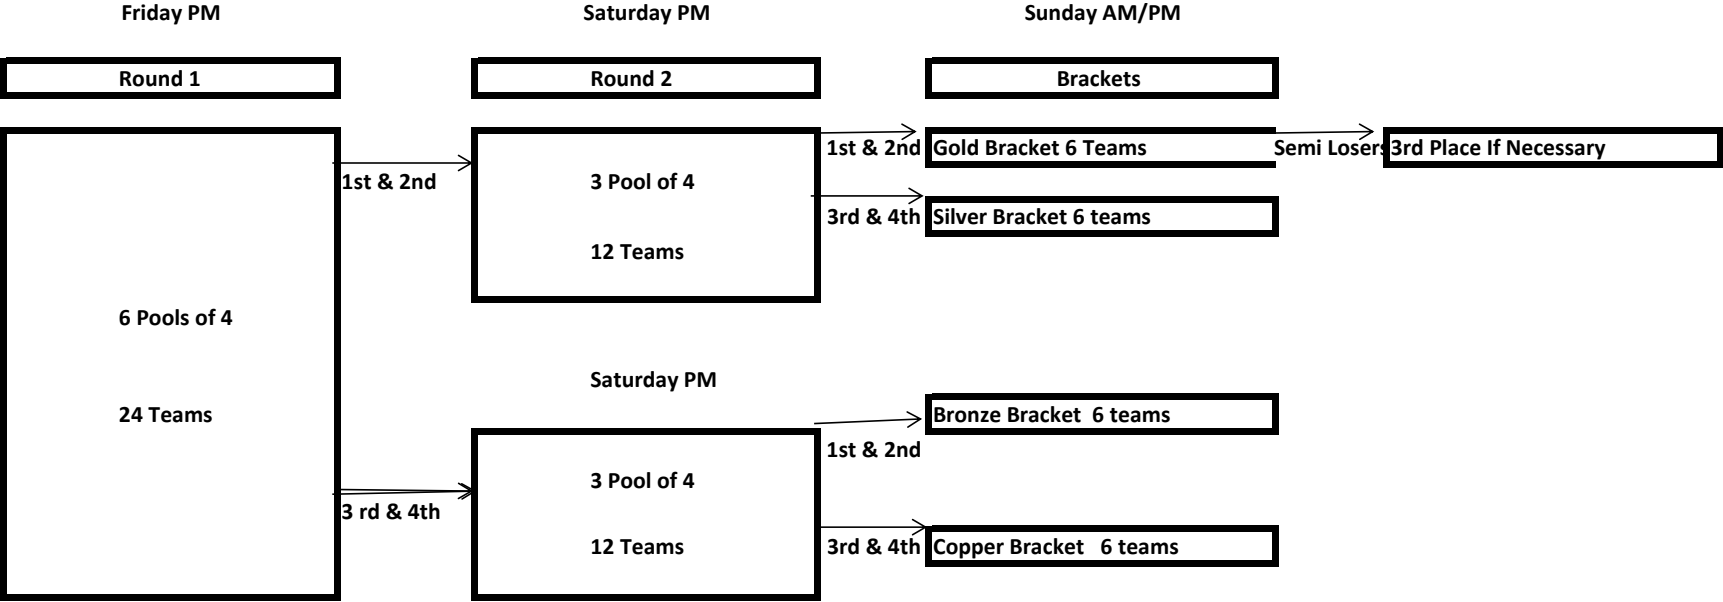 Friday PM
Saturday PM
Sunday AM/PM
Round 1
Round 2
Brackets
1st & 2nd
Gold Bracket 6 Teams
Semi Losers
3rd Place If Necessary
1st & 2nd
3 Pool of 4
3rd & 4th
Silver Bracket 6 teams
12 Teams
6 Pools of 4
Saturday PM
24 Teams
Bronze Bracket  6 teams
1st & 2nd
3 Pool of 4
3 rd & 4th
12 Teams
3rd & 4th
Copper Bracket   6 teams